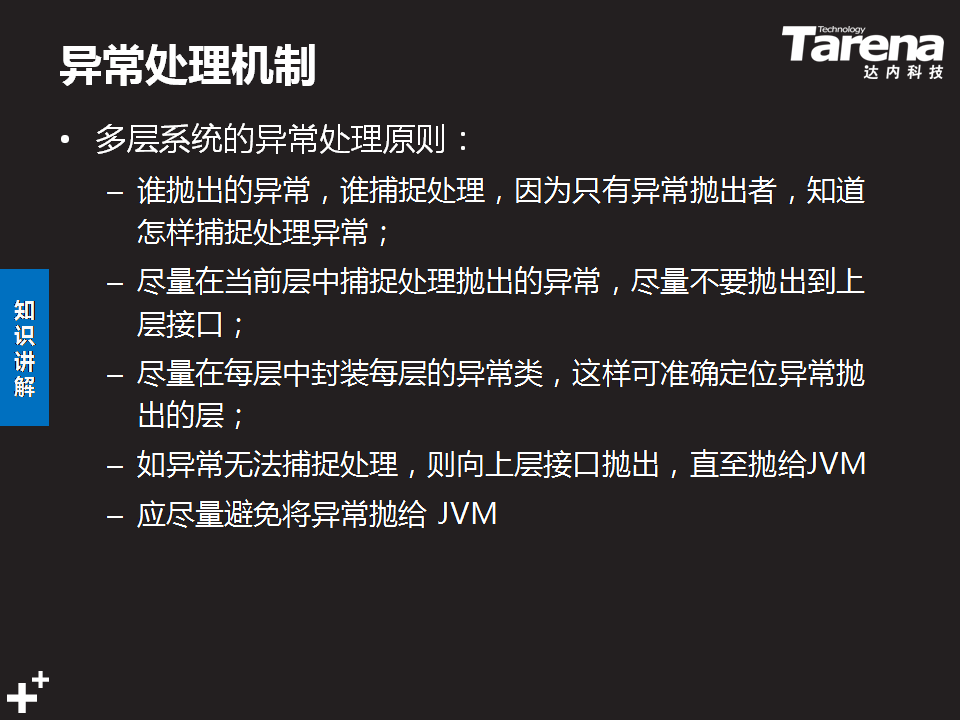 异常处理机制
Technology
Tarena
达内科技
• 多层系统的异常处理原则：
– 谁抛出的异常，谁捕捉处理，因为只有异常抛出者，知道
怎样捕捉处理异常；
– 尽量在当前层中捕捉处理抛出的异常，尽量不要抛出到上
层接口；
– 尽量在每层中封装每层的异常类，这样可准确定位异常抛
出的层；
– 如异常无法捕捉处理，则向上层接口抛出，直至抛给JVM
– 应尽量避免将异常抛给 JVM
知识讲解